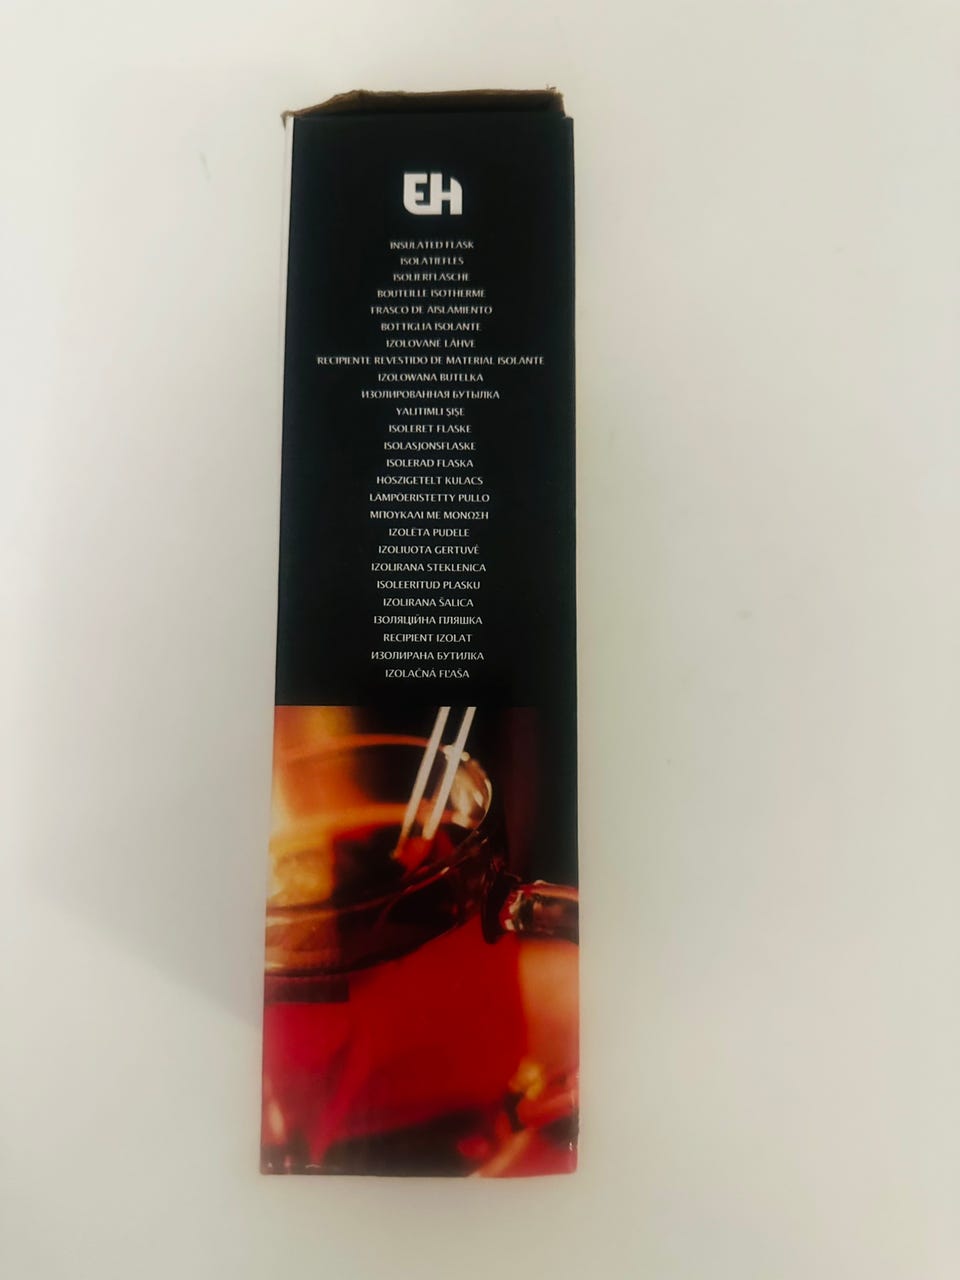 EH
INSULATED FLASK
ISOLATIEFLES
ISOLIERFLASCHE
BOUTEILLE ISOTHERME
FRASCO DE AISLAMIENTO
BOTTIGLIA ISOLANTE
IZOLOVANÉ LÁHVE
RECIPIENTE REVESTIDO DE MATERIAL ISOLANTE
IZOLOWANA BUTELKA
ИЗОЛИРОВАННАЯ БУТЫЛКА
YALITIMLI ŞIŞE
ISOLERET FLASKE
ISOLASJONSFLASKE
ISOLERAD FLASKA
HŐSZIGETELT KULACS
LÄMPÖERISTETTY PULLO
ΜΠΟΥΚΑΛΙ ΜΕ ΜΟΝΩΣΗ
IZOLĒTA PUDELE
IZOLIUOTA GERTUVĖ
IZOLIRANA STEKLENICA
ISOLEERITUD PLASKU
IZOLIRANA ŠALICA
ІЗОЛЯЦІЙНА ПЛЯШКА
RECIPIENT IZOLAT
ИЗОЛИРАНА БУТИЛКА
IZOLAČNÁ FĽAŠA